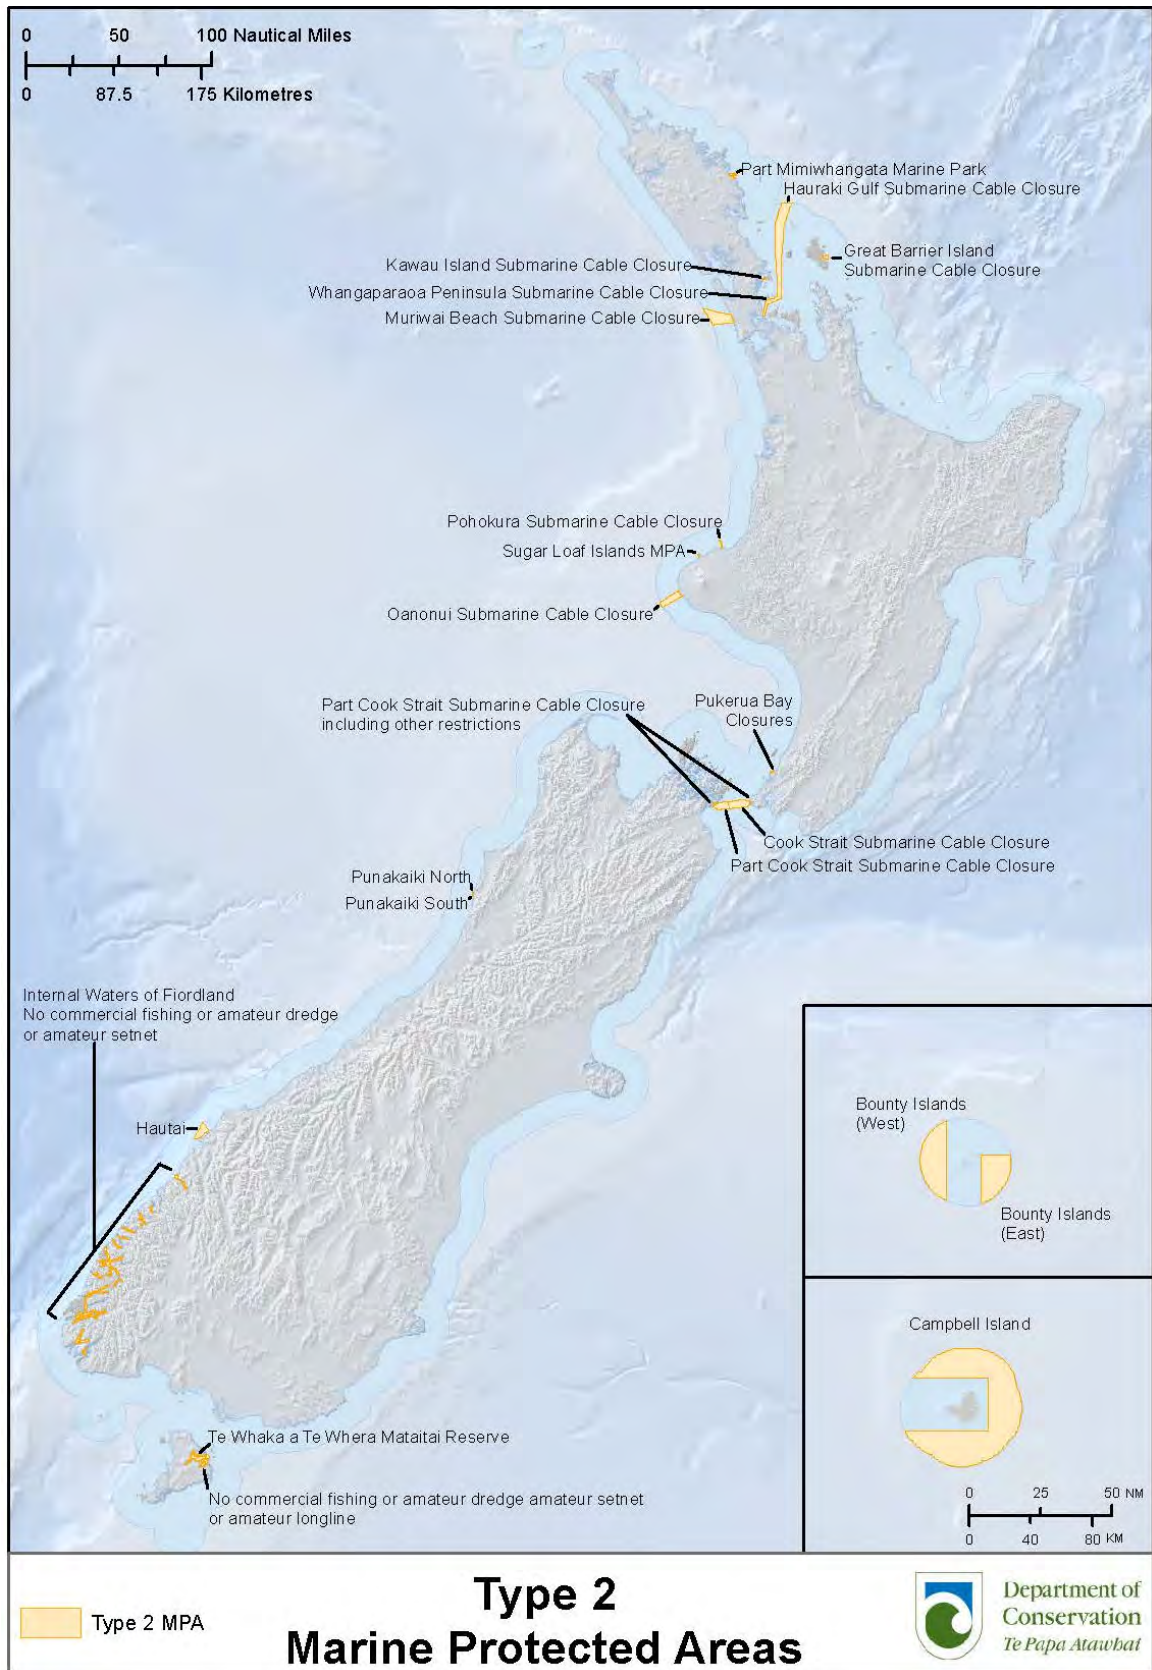 0 50 100 Nautical Miles
0 87.5 175 Kilometres
Part Mimiwhangata Marine Park
Hauraki Gulf Submarine Cable Closure
Great Barrier Island
Submarine Cable Closure
Kawau Island Submarine Cable Closure
Whangaparaoa Peninsula Submarine Cable Closure
Muriwai Beach Submarine Cable Closure
Pohokura Submarine Cable Closure
Sugar Loaf Islands MPA
Oanonui Submarine Cable Closure
Part Cook Strait Submarine Cable Closure
including other restrictions
Pukerua Bay
Closures
Cook Strait Submarine Cable Closure
Part Cook Strait Submarine Cable Closure
Punakaiki North
Punakaiki South
Internal Waters of Fiordland
No commercial fishing or amateur dredge
or amateur setnet
Hautai
Te Whaka a Te Whera Mataitai Reserve
No commercial fishing or amateur dredge amateur setnet
or amateur longline
Bounty Islands
(West)
Bounty Islands
(East)
Campbell Island
0 25 50 NM
0 40 80 KM
Type 2 MPA
Type 2
Marine Protected Areas
Department of
Conservation
Te Papa Atawhai